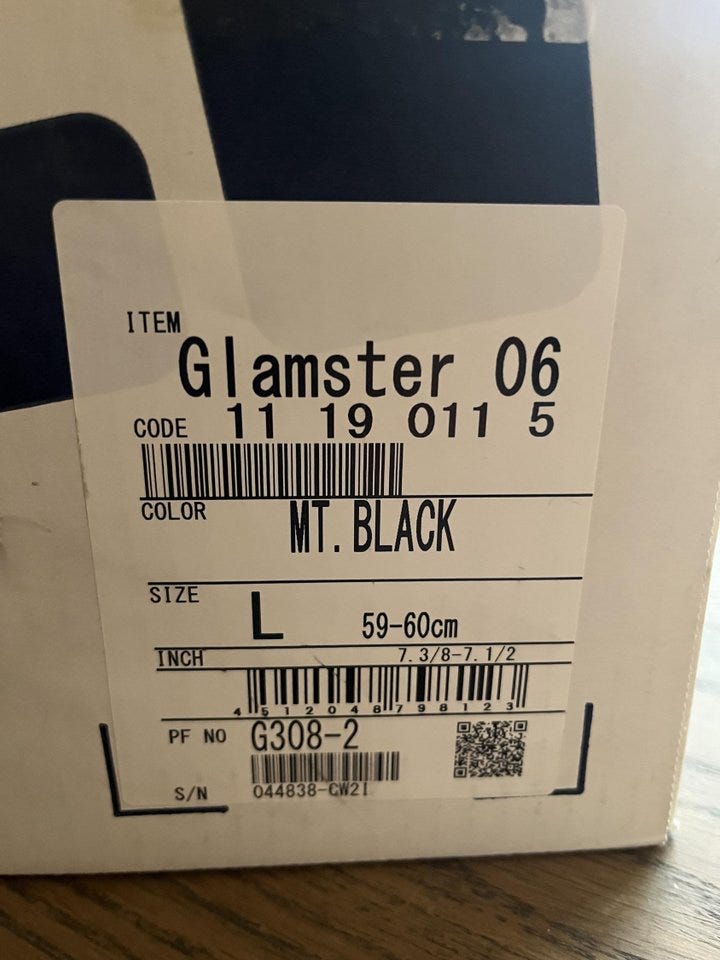 ITEM
Glamster 06
CODE 11 19 011 5
COLOR MT. BLACK
SIZE L 59-60cm
INCH 7.3/8-7.1/2
4 512048 798123
PF NO G308-2
S/N 044838-CW2I